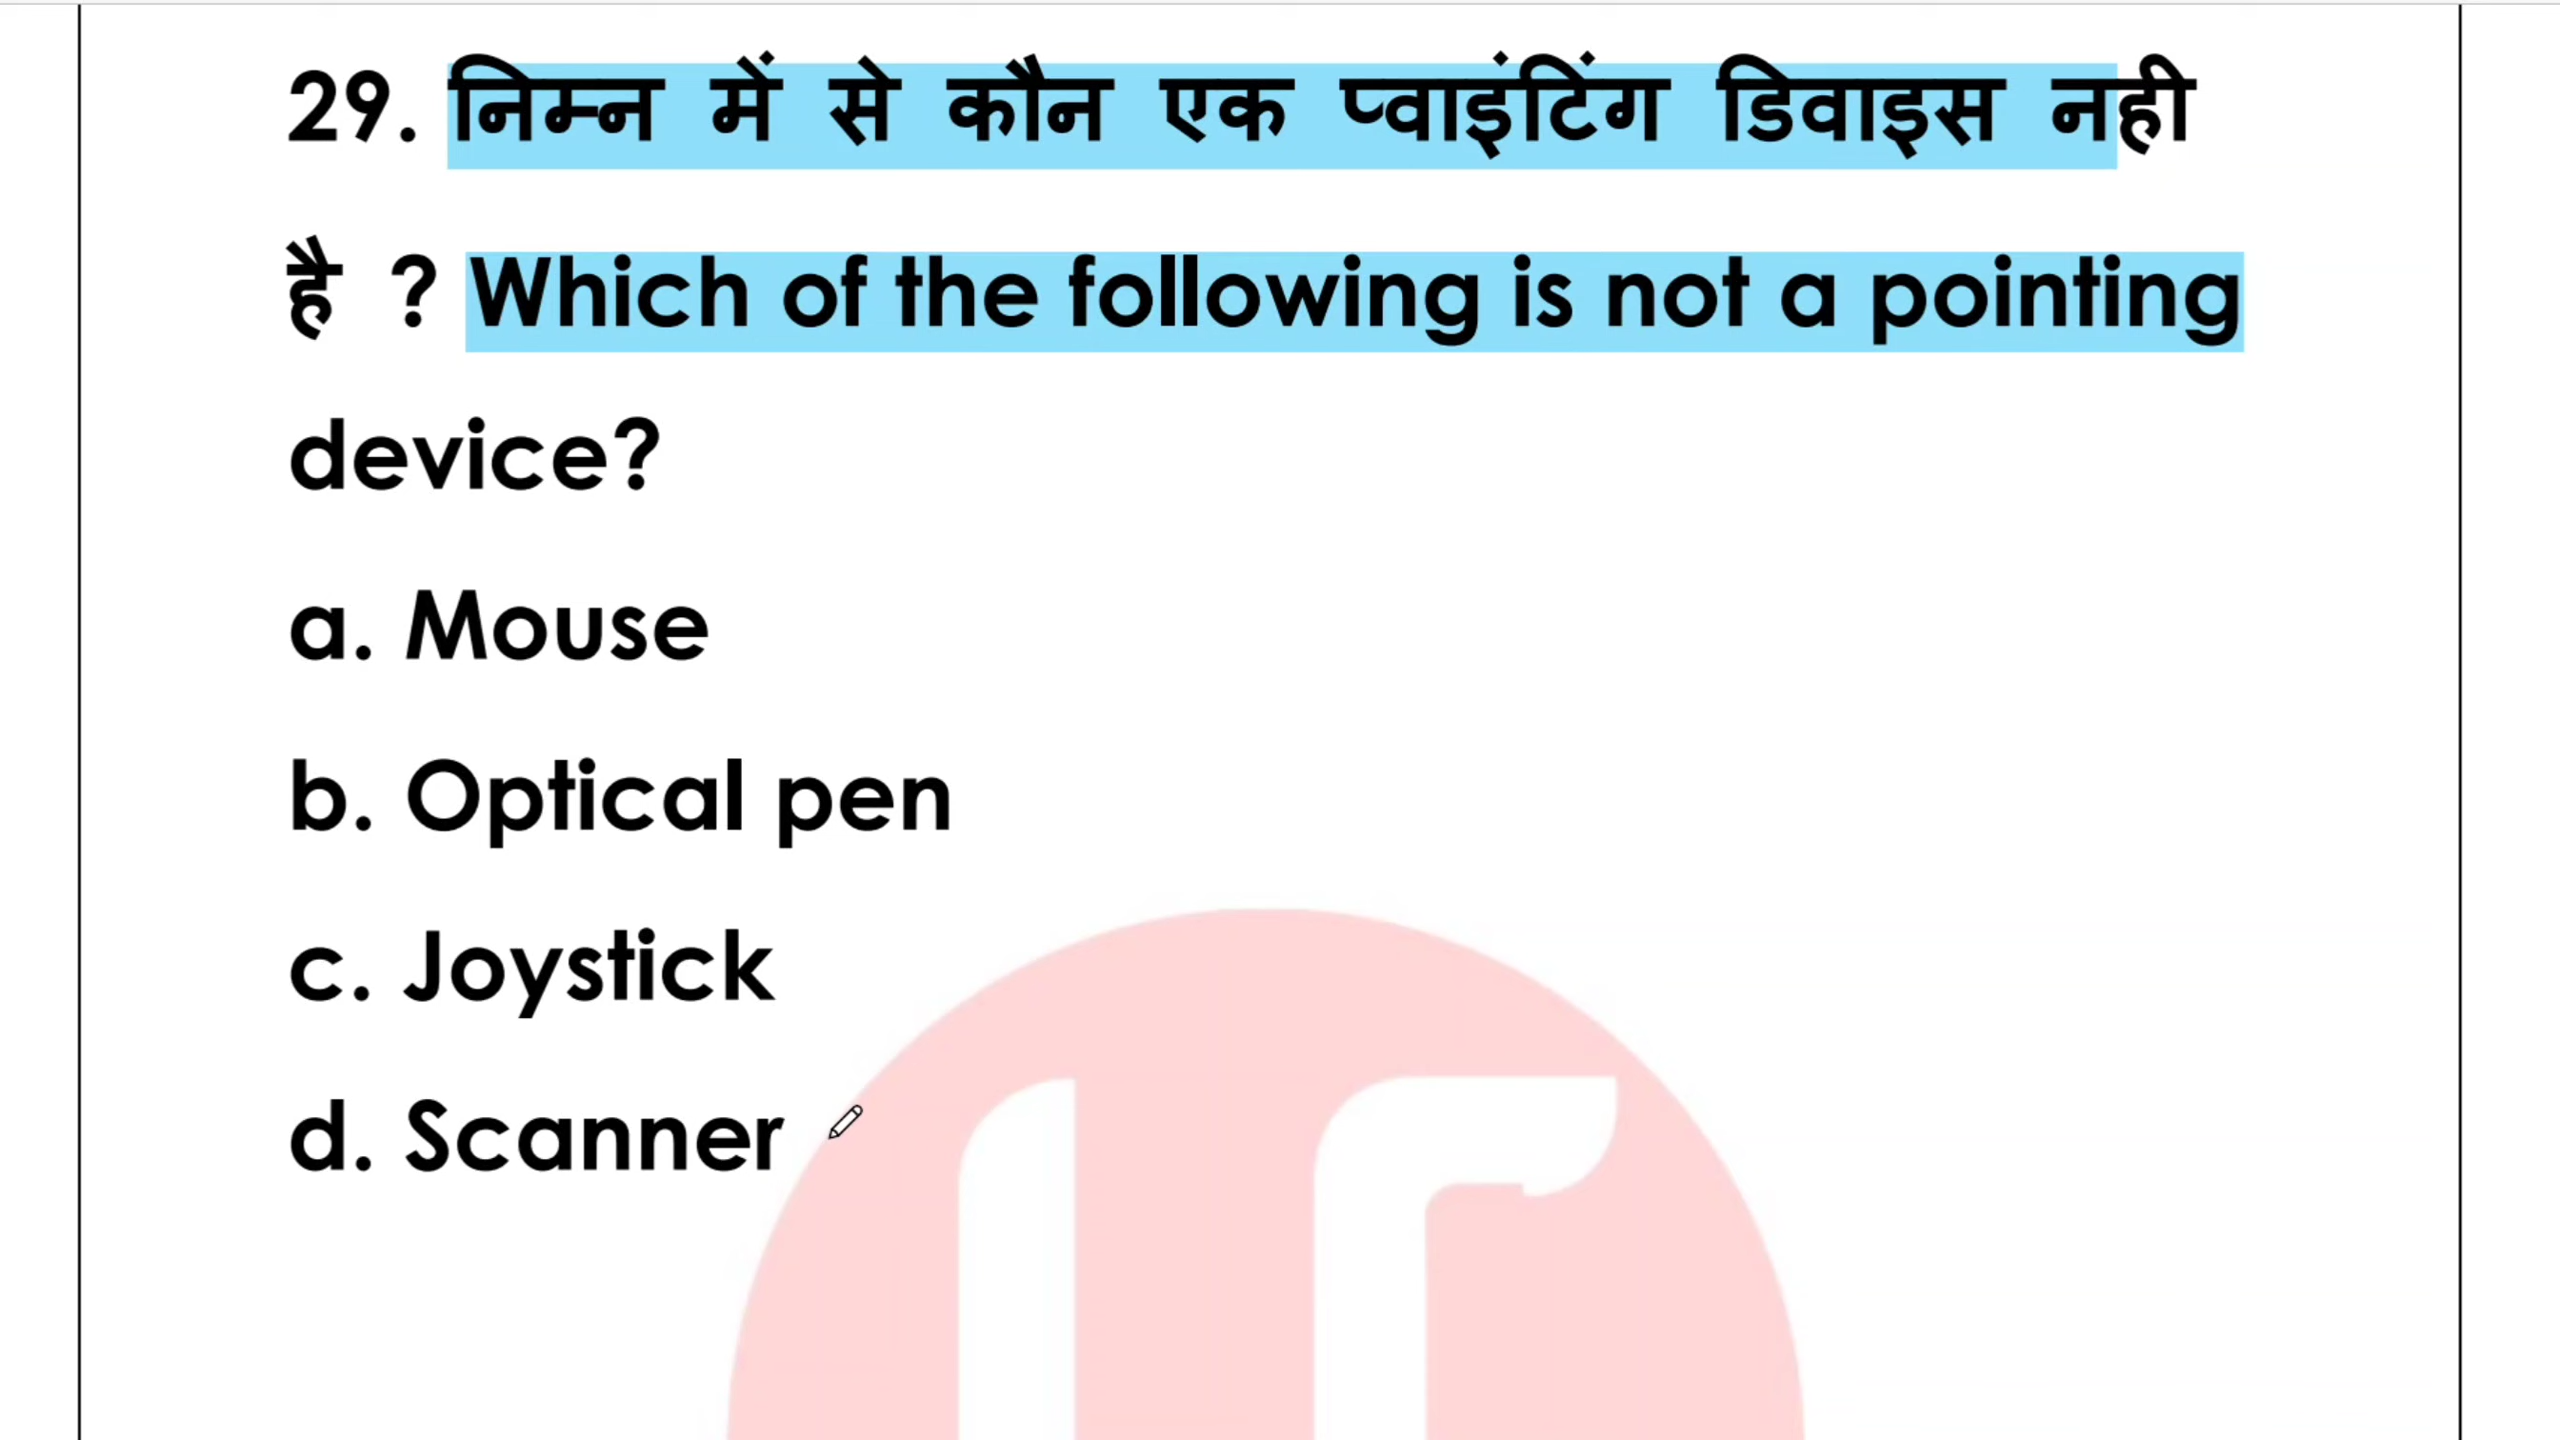 29. निम्न में से कौन एक प्वाइंटिंग डिवाइस नही
है ? Which of the following is not a pointing
device?
a. Mouse
b. Optical pen
c. Joystick
d. Scanner